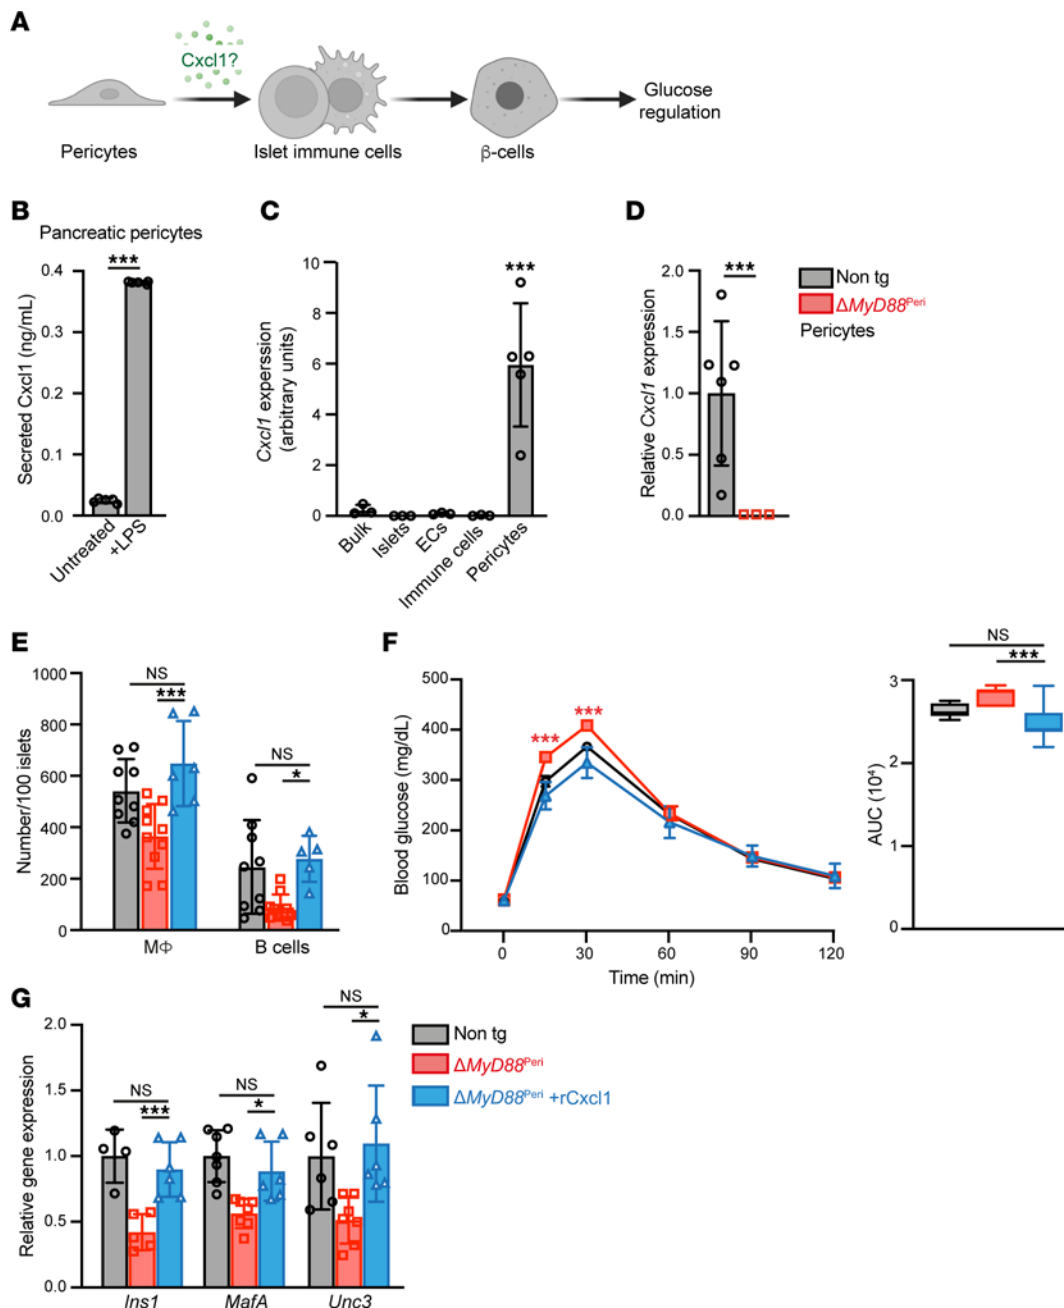 A
Cxcl1?
Pericytes
Islet immune cells
β-cells
Glucose
regulation
B
Pancreatic pericytes
***
Secreted Cxcl1 (ng/mL)
0.4
0.3
0.2
0.1
0.0
Untreated
+LPS
C
***
Cxcl1 experssion
(arbitrary units)
10
8
6
4
2
0
Bulk
Islets
ECs
Immune cells
Pericytes
D
***
Relative Cxcl1 expression
2.0
1.5
1.0
0.5
0.0
Non tg
ΔMyD88Peri
Pericytes
E
Number/100 islets
1000
800
600
400
200
0
NS
***
NS
*
MΦ
B cells
F
Blood glucose (mg/dL)
500
400
300
200
100
0
***
***
0
30
60
90
120
Time (min)
NS
***
AUC (10⁴)
3
2
1
0
G
Relative gene expression
2.0
1.5
1.0
0.5
0.0
NS
***
NS
*
NS
*
Ins1
MafA
Unc3
Non tg
ΔMyD88Peri
ΔMyD88Peri +rCxcl1